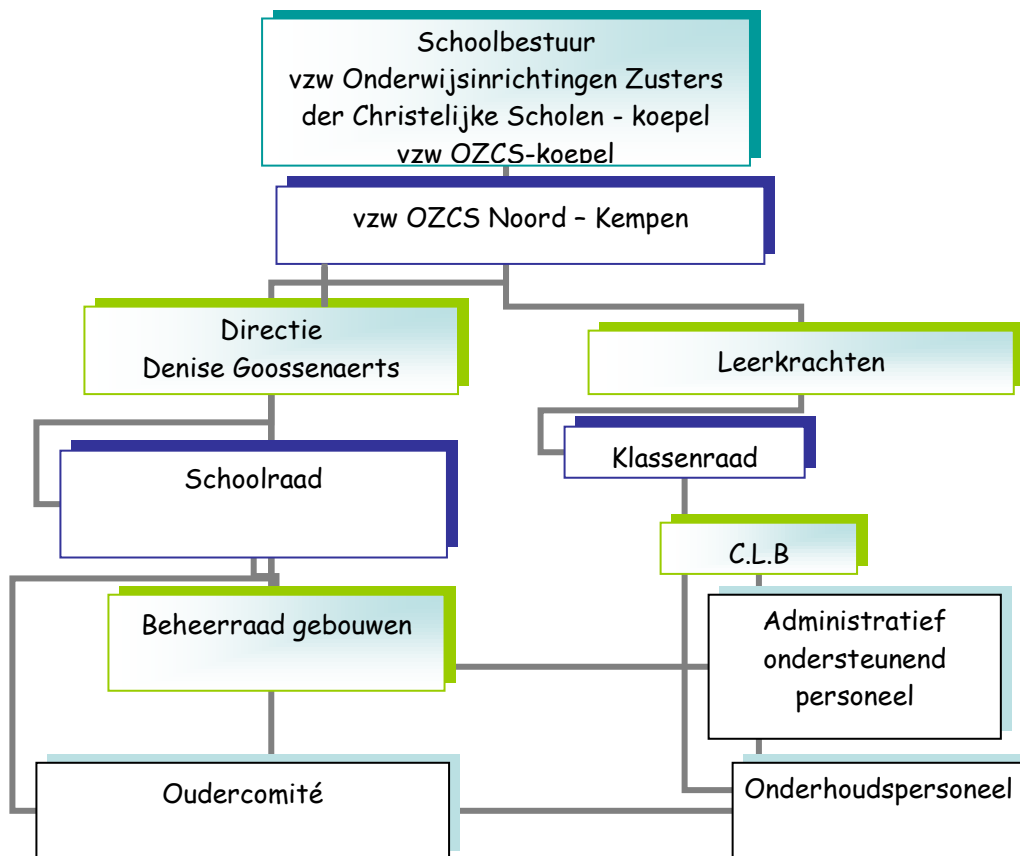 Schoolbestuur
vzw Onderwijsinrichtingen Zusters
der Christelijke Scholen - koepel
vzw OZCS-koepel
vzw OZCS Noord – Kempen
Directie
Denise Goossenaerts
Leerkrachten
Klassenraad
Schoolraad
C.L.B
Beheerraad gebouwen
Administratief
ondersteunend
personeel
Oudercomité
Onderhoudspersoneel